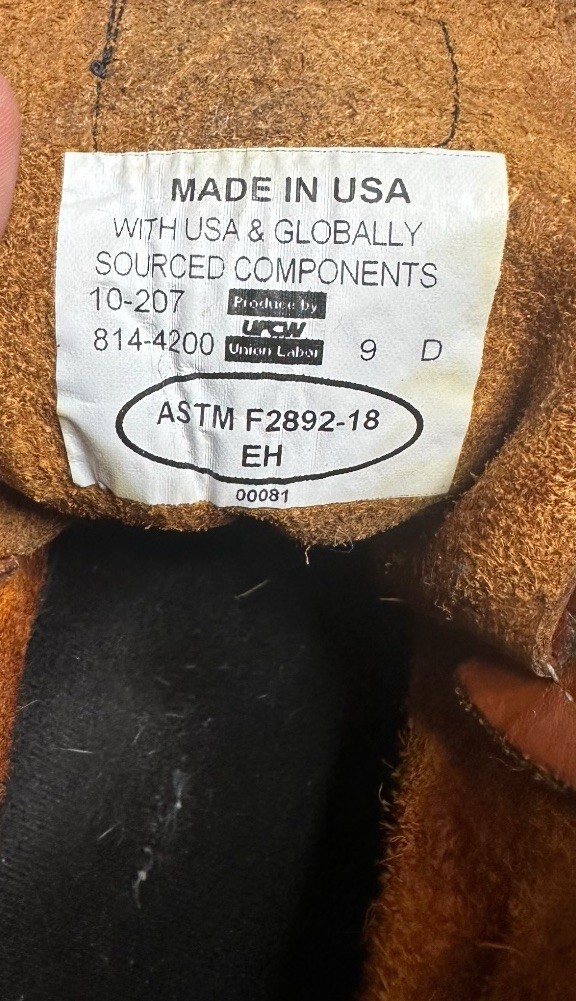 MADE IN USA
WITH USA & GLOBALLY
SOURCED COMPONENTS
10-207 Produce by
UFCW
814-4200 Union Labor 9 D
ASTM F2892-18
EH
00081